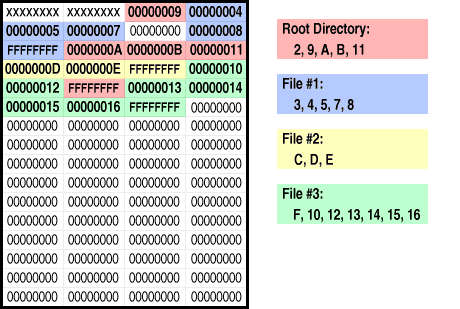 XXXXXXXX XXXXXXXX 00000009 00000004
00000005 00000007 00000000 00000008
FFFFFFFF 0000000A 0000000B 00000011
0000000D 0000000E FFFFFFFF 00000010
00000012 FFFFFFFF 00000013 00000014
00000015 00000016 FFFFFFFF 00000000
00000000 00000000 00000000 00000000
00000000 00000000 00000000 00000000
00000000 00000000 00000000 00000000
00000000 00000000 00000000 00000000
00000000 00000000 00000000 00000000
00000000 00000000 00000000 00000000
00000000 00000000 00000000 00000000
00000000 00000000 00000000 00000000
00000000 00000000 00000000 00000000
00000000 00000000 00000000 00000000
Root Directory:
2, 9, A, B, 11
File #1:
3, 4, 5, 7, 8
File #2:
C, D, E
File #3:
F, 10, 12, 13, 14, 15, 16